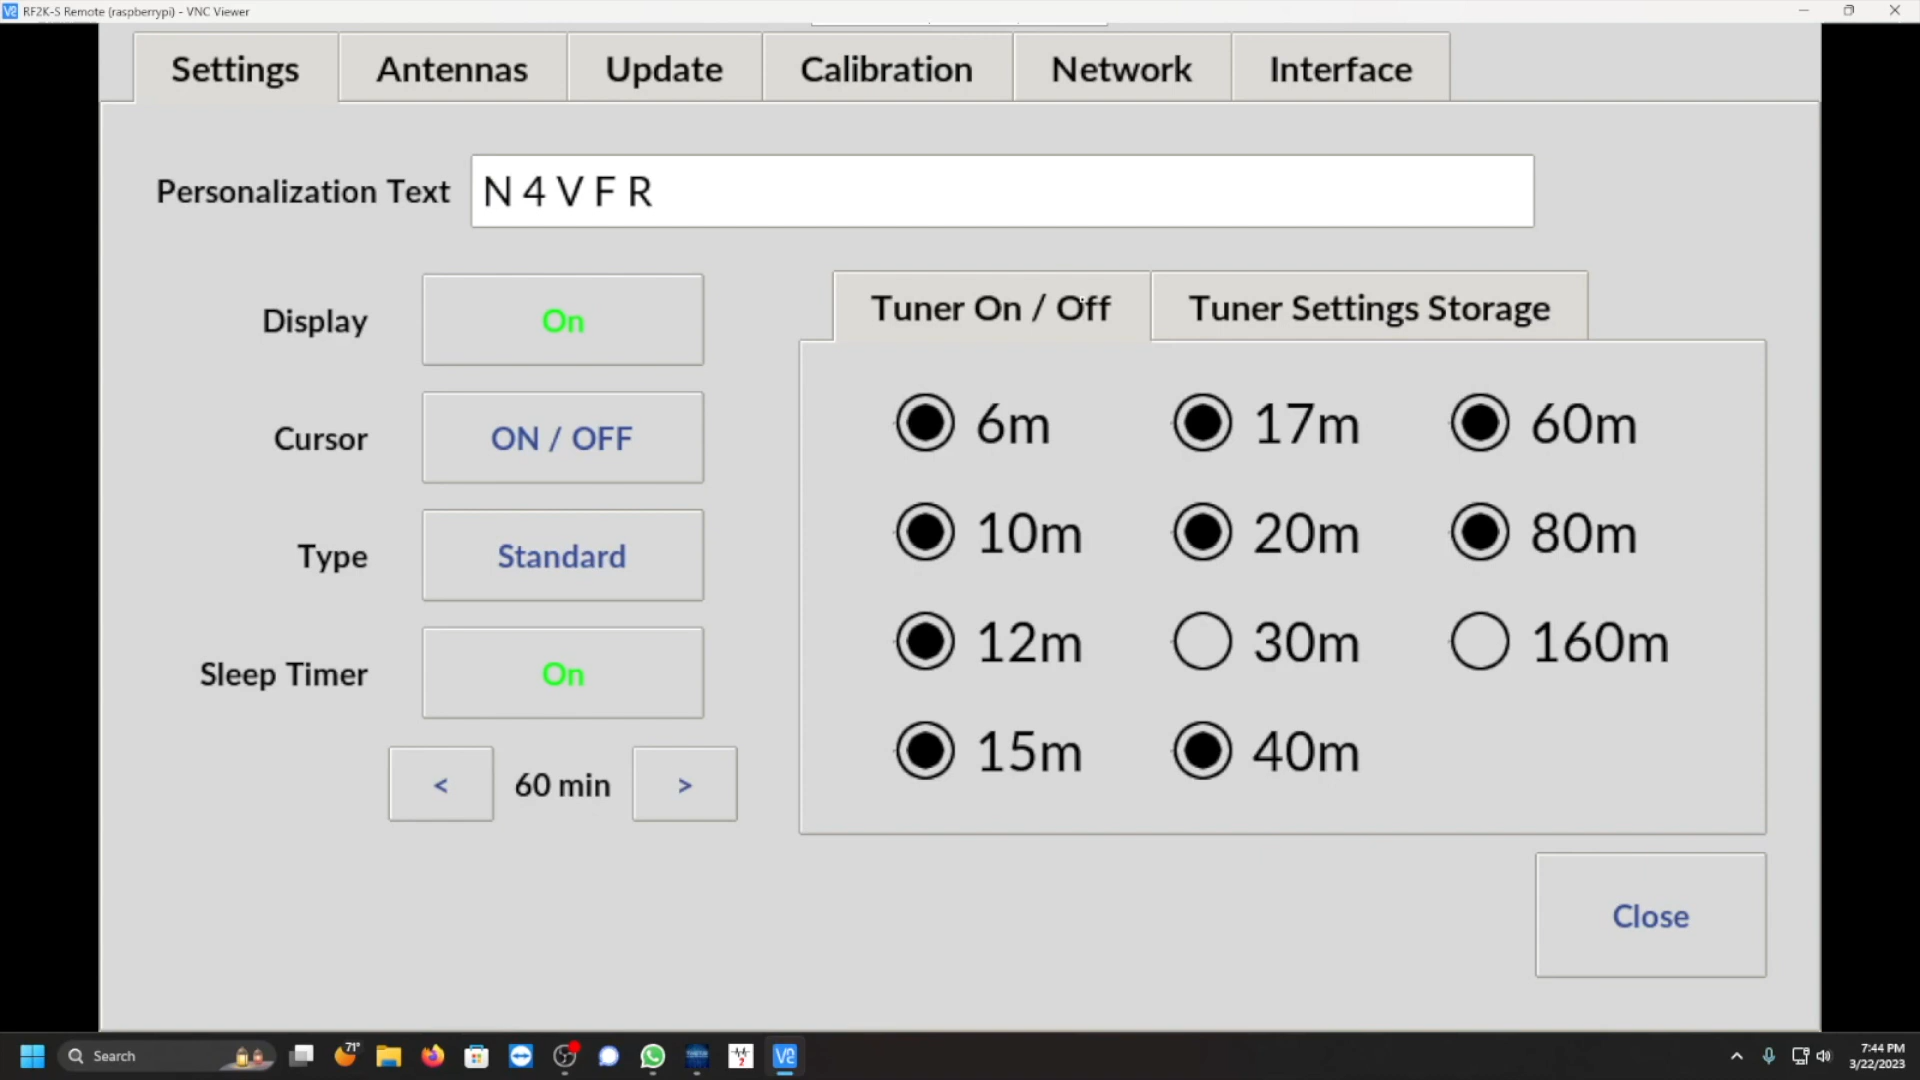 RF2K-S Remote (raspberrypi) - VNC Viewer
Settings
Antennas
Update
Calibration
Network
Interface
Personalization Text
N 4 V F R
Display
On
Cursor
ON / OFF
Type
Standard
Sleep Timer
On
<
60 min
>
Tuner On / Off
Tuner Settings Storage
6m
17m
60m
10m
20m
80m
12m
30m
160m
15m
40m
Close
Search
71°
7:44 PM
3/22/2023